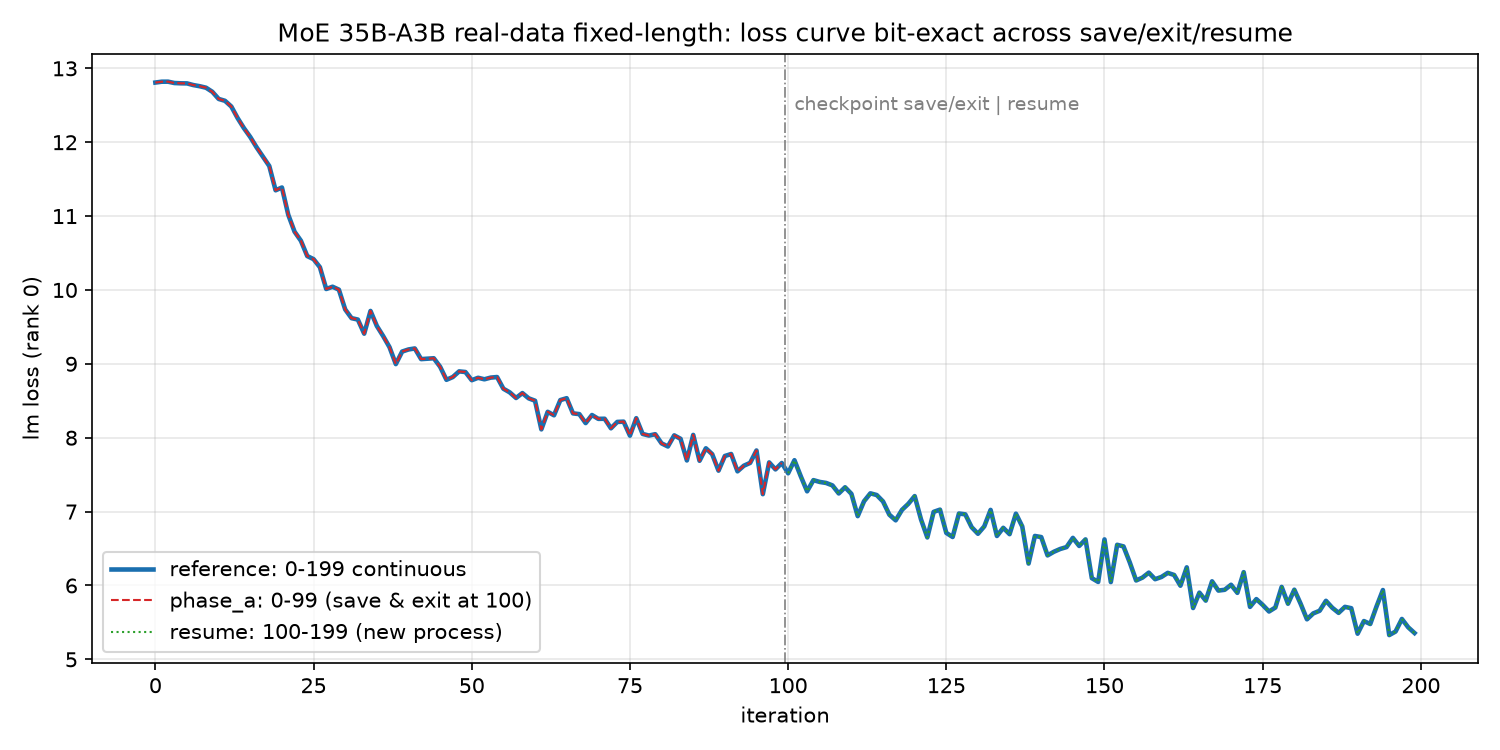 MoE 35B-A3B real-data fixed-length: loss curve bit-exact across save/exit/resume
13
12
11
10
9
8
7
6
5
lm loss (rank 0)
checkpoint save/exit | resume
reference: 0-199 continuous
phase_a: 0-99 (save & exit at 100)
resume: 100-199 (new process)
0 25 50 75 100 125 150 175 200
iteration